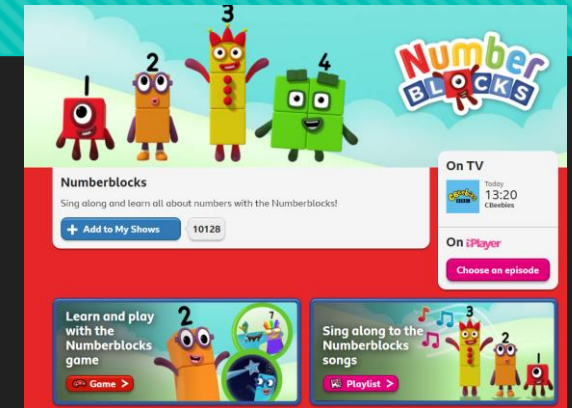 1
2
3
4
Number
BLOCKS
Numberblocks
Sing along and learn all about numbers with the Numberblocks!
+ Add to My Shows
10128
On TV
CBeebies
BBC
Today
13:20
CBeebies
On iPlayer
Choose an episode
Learn and play
with the
Numberblocks
game
Game >
2
7
Sing along to the
Numberblocks
songs
Playlist >
3
2
1